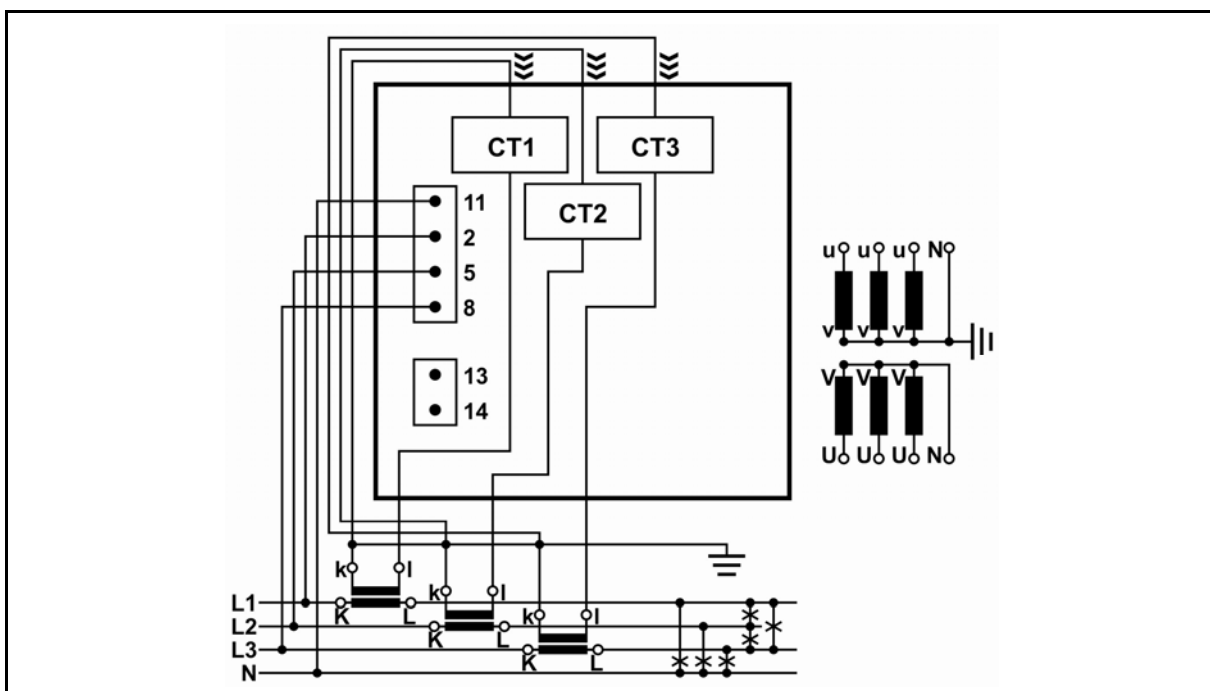 CT1
CT3
CT2
11
2
5
8
13
14
u u u N
v v v
V V V
U U U N
k l
k l
k l
L1
K L
L2
K L
L3
K L
N